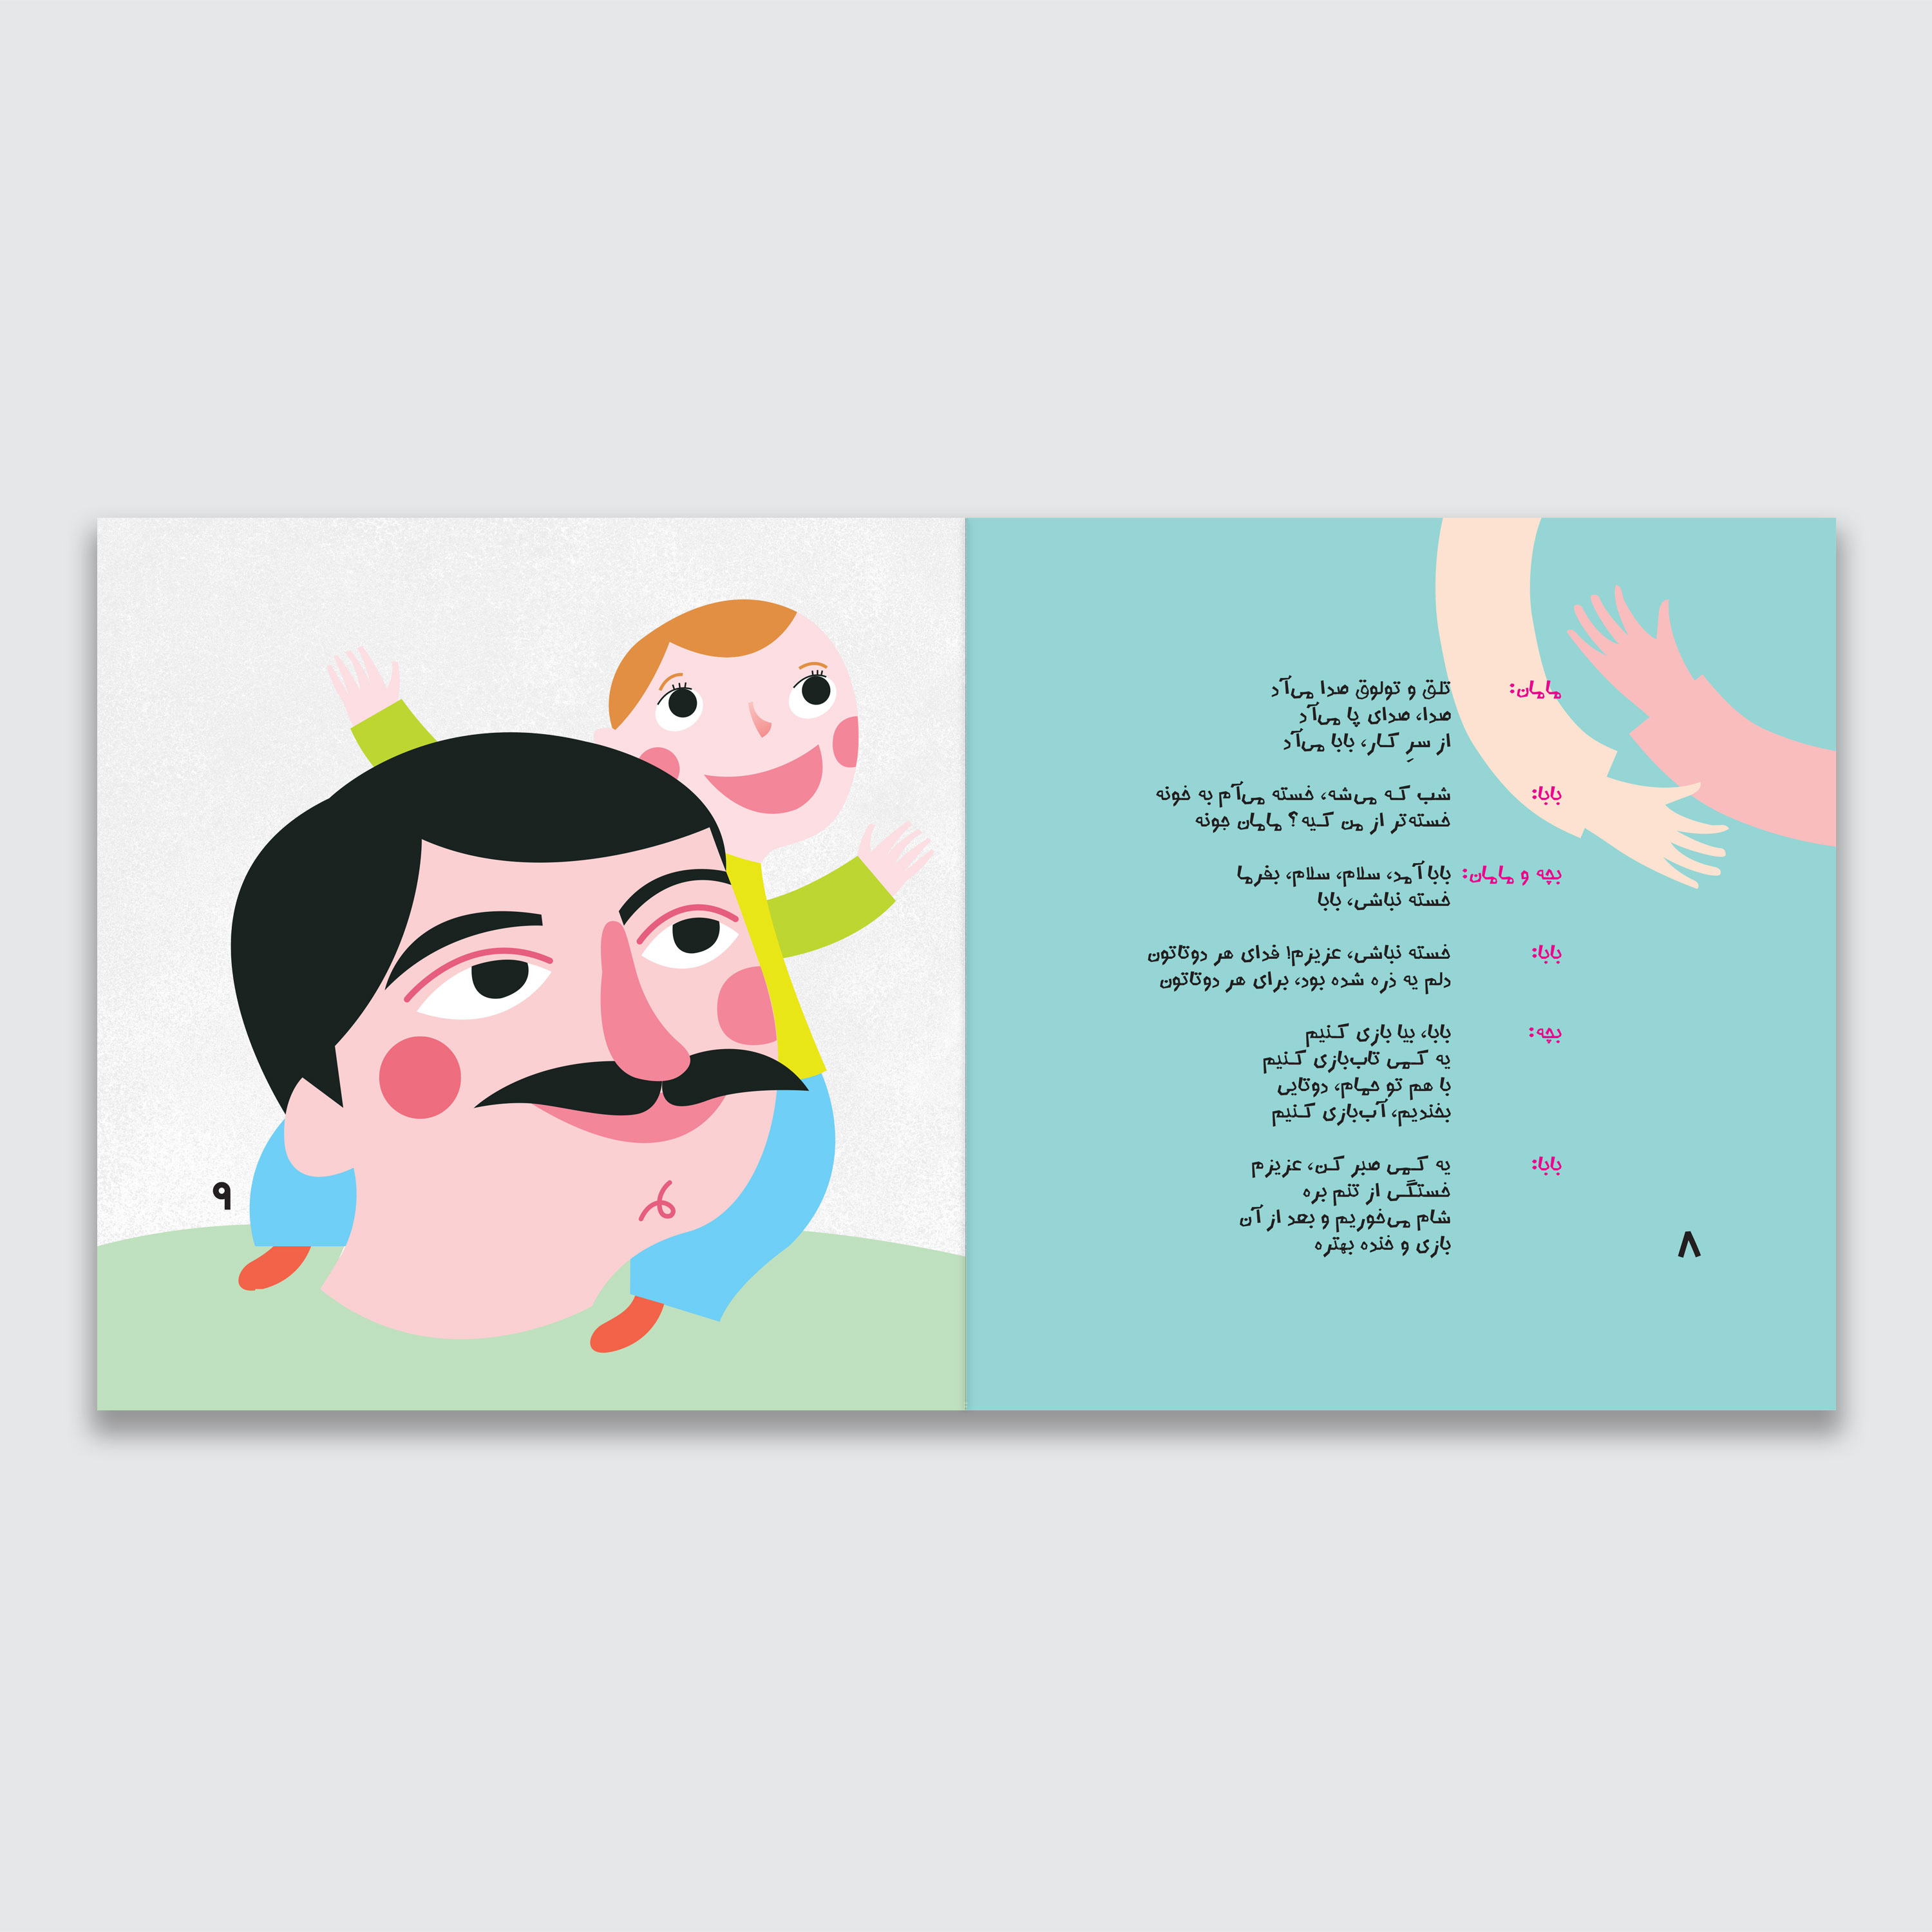 مامان: تلق و تولوق صدا می‌آد
صدا، صدای پا می‌آد
از سرِ کار، بابا می‌آد
بابا: شب که می‌شه، خسته می‌آم به خونه
خسته‌تر از من کیه؟ مامان جونه
بچه و مامان: بابا آمد، سلام، سلام، بفرما
خسته نباشی، بابا
بابا: خسته نباشی، عزیزم! فدای هر دوتاتون
دلم یه ذره شده بود، برای هر دوتاتون
بچه: بابا، بیا بازی کنیم
یه کمی تاب‌بازی کنیم
با هم تو حمام، دوتایی
بخندیم، آب‌بازی کنیم
بابا: یه کمی صبر کن، عزیزم
خستگی از تنم بره
شام می‌خوریم و بعد از آن
بازی و خنده بهتره
۸
۹